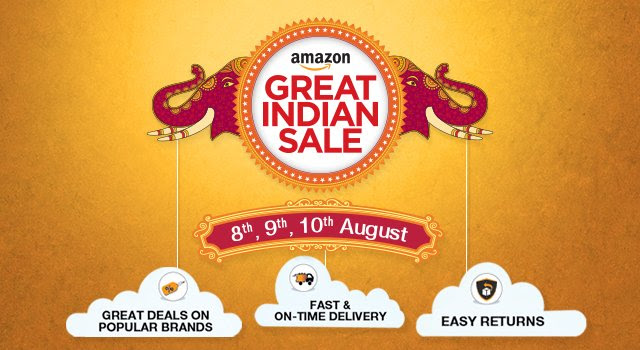 amazon
GREAT
INDIAN
SALE
8th, 9th, 10th August
GREAT DEALS ON
POPULAR BRANDS
FAST &
ON-TIME DELIVERY
EASY RETURNS